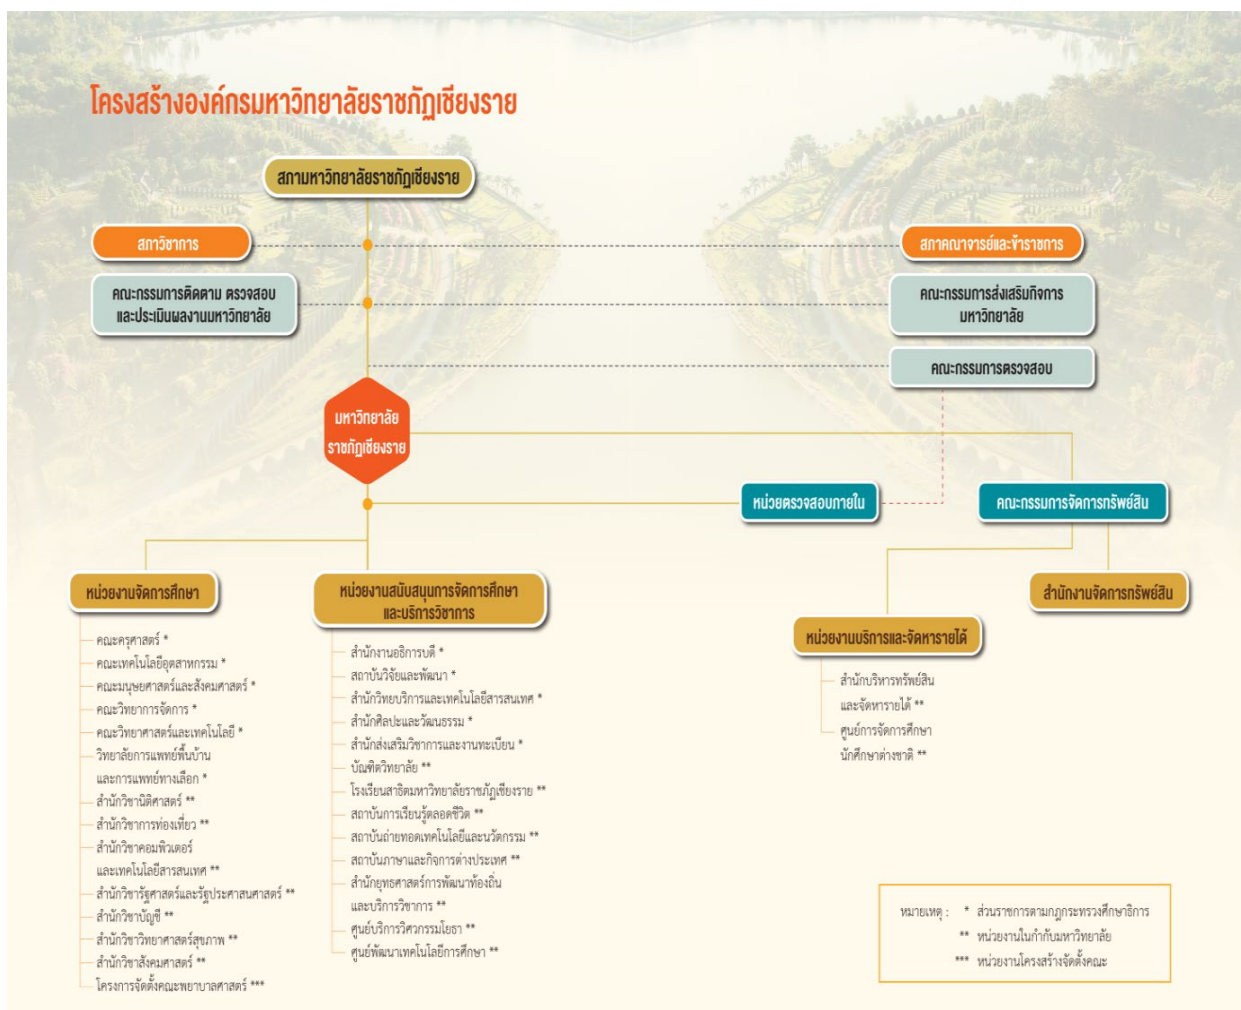 โครงสร้างองค์กรมหาวิทยาลัยราชภัฏเชียงราย
สภามหาวิทยาลัยราชภัฏเชียงราย
สภาวิชาการ
สภาคณาจารย์และข้าราชการ
คณะกรรมการติดตาม ตรวจสอบ
และประเมินผลงานมหาวิทยาลัย
คณะกรรมการส่งเสริมกิจการ
มหาวิทยาลัย
คณะกรรมการตรวจสอบ
มหาวิทยาลัย
ราชภัฏเชียงราย
หน่วยตรวจสอบภายใน
คณะกรรมการจัดการทรัพย์สิน
หน่วยงานจัดการศึกษา
คณะครุศาสตร์ *
คณะเทคโนโลยีอุตสาหกรรม *
คณะมนุษยศาสตร์และสังคมศาสตร์ *
คณะวิทยาการจัดการ *
คณะวิทยาศาสตร์และเทคโนโลยี *
วิทยาลัยการแพทย์พื้นบ้าน
และการแพทย์ทางเลือก *
สำนักวิชานิติศาสตร์ **
สำนักวิชาการท่องเที่ยว **
สำนักวิชาคอมพิวเตอร์
และเทคโนโลยีสารสนเทศ **
สำนักวิชารัฐศาสตร์และรัฐประศาสนศาสตร์ **
สำนักวิชาบัญชี **
สำนักวิชาวิทยาศาสตร์สุขภาพ **
สำนักวิชาสังคมศาสตร์ **
โครงการจัดตั้งคณะพยาบาลศาสตร์ ***
หน่วยงานสนับสนุนการจัดการศึกษา
และบริการวิชาการ
สำนักงานอธิการบดี *
สถาบันวิจัยและพัฒนา *
สำนักวิทยบริการและเทคโนโลยีสารสนเทศ *
สำนักศิลปะและวัฒนธรรม *
สำนักส่งเสริมวิชาการและงานทะเบียน *
บัณฑิตวิทยาลัย **
โรงเรียนสาธิตมหาวิทยาลัยราชภัฏเชียงราย **
สถาบันการเรียนรู้ตลอดชีวิต **
สถาบันถ่ายทอดเทคโนโลยีและนวัตกรรม **
สถาบันภาษาและกิจการต่างประเทศ **
สำนักยุทธศาสตร์การพัฒนาท้องถิ่น
และบริการวิชาการ **
ศูนย์บริการวิศวกรรมโยธา **
ศูนย์พัฒนาเทคโนโลยีการศึกษา **
หน่วยงานบริการและจัดหารายได้
สำนักบริหารทรัพย์สิน
และจัดหารายได้ **
ศูนย์การจัดการศึกษา
นักศึกษาต่างชาติ **
สำนักงานจัดการทรัพย์สิน
หมายเหตุ : * ส่วนราชการตามกฎกระทรวงศึกษาธิการ
** หน่วยงานในกำกับมหาวิทยาลัย
*** หน่วยงานโครงสร้างจัดตั้งคณะ